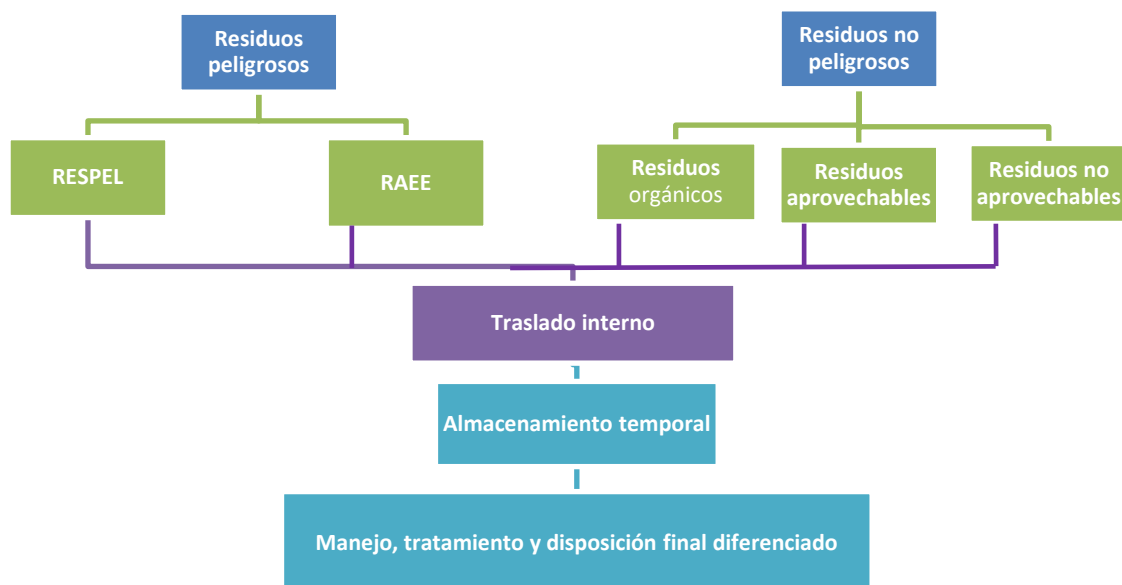 Residuos
peligrosos
Residuos no
peligrosos
RESPEL
RAEE
Residuos
orgánicos
Residuos
aprovechables
Residuos no
aprovechables
Traslado interno
Almacenamiento temporal
Manejo, tratamiento y disposición final diferenciado